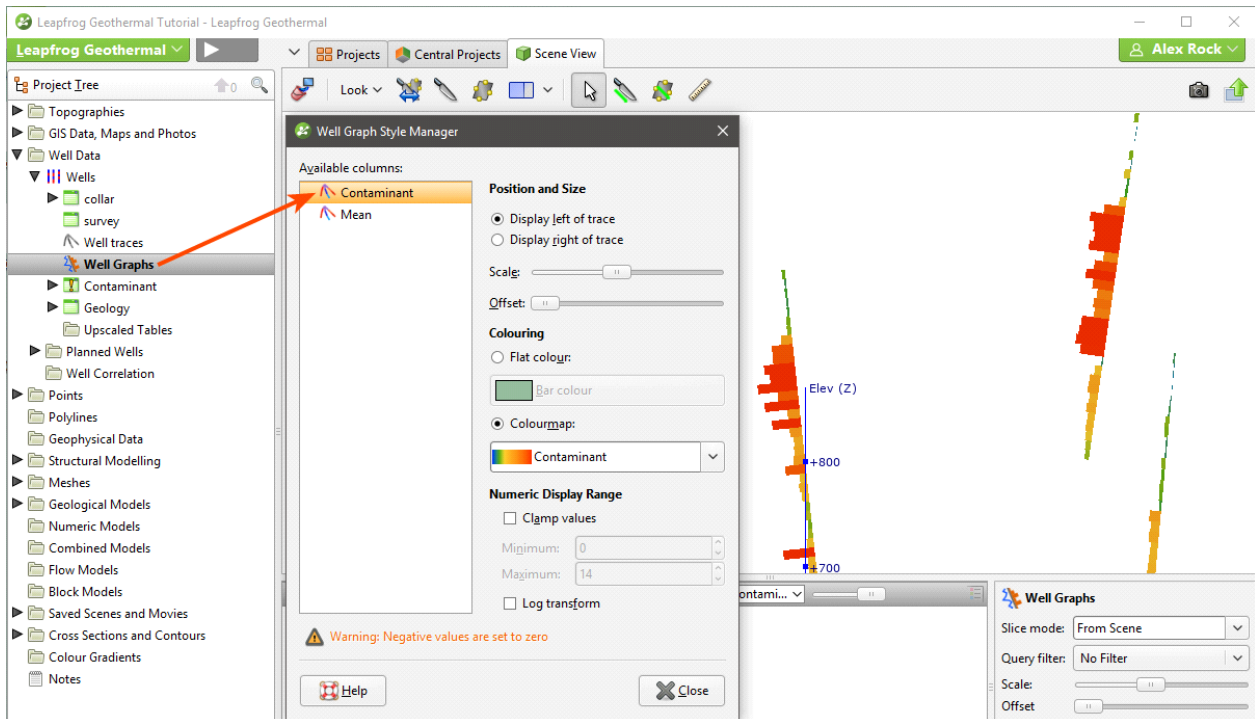 Leapfrog Geothermal Tutorial - Leapfrog Geothermal
Leapfrog Geothermal
Projects
Central Projects
Scene View
Alex Rock
Project Tree
0
Look
Topographies
GIS Data, Maps and Photos
Well Data
Wells
collar
survey
Well traces
Well Graphs
Contaminant
Geology
Upscaled Tables
Planned Wells
Well Correlation
Points
Polylines
Geophysical Data
Structural Modelling
Meshes
Geological Models
Numeric Models
Combined Models
Flow Models
Block Models
Saved Scenes and Movies
Cross Sections and Contours
Colour Gradients
Notes
Well Graph Style Manager
Available columns:
Contaminant
Mean
Position and Size
Display left of trace
Display right of trace
Scale:
Offset:
Colouring
Flat colour:
Bar colour
Colourmap:
Contaminant
Numeric Display Range
Clamp values
Minimum: 0
Maximum: 14
Log transform
Warning: Negative values are set to zero
Help
Close
Elev (Z)
+800
+700
ontami...
Well Graphs
Slice mode: From Scene
Query filter: No Filter
Scale:
Offset